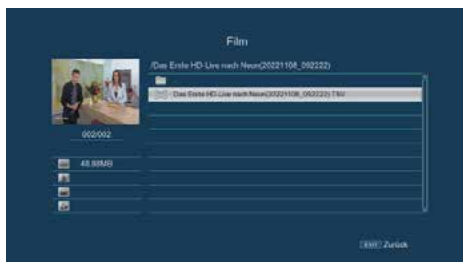 Film
/Das Erste HD-Live nach Neun(20221108_092222)
Das Erste HD-Live nach Neun(20221108_092222).TSV
002/002
48.88MB
EXIT Zurück